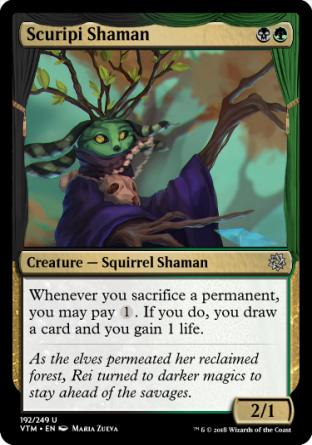 Scuripi Shaman
Creature — Squirrel Shaman
Whenever you sacrifice a permanent,
you may pay 1. If you do, you draw
a card and you gain 1 life.
As the elves permeated her reclaimed
forest, Rei turned to darker magics to
stay ahead of the savages.
2/1
192/249 U
VTM • EN Maria Zueva
™ & © 2018 Wizards of the Coast